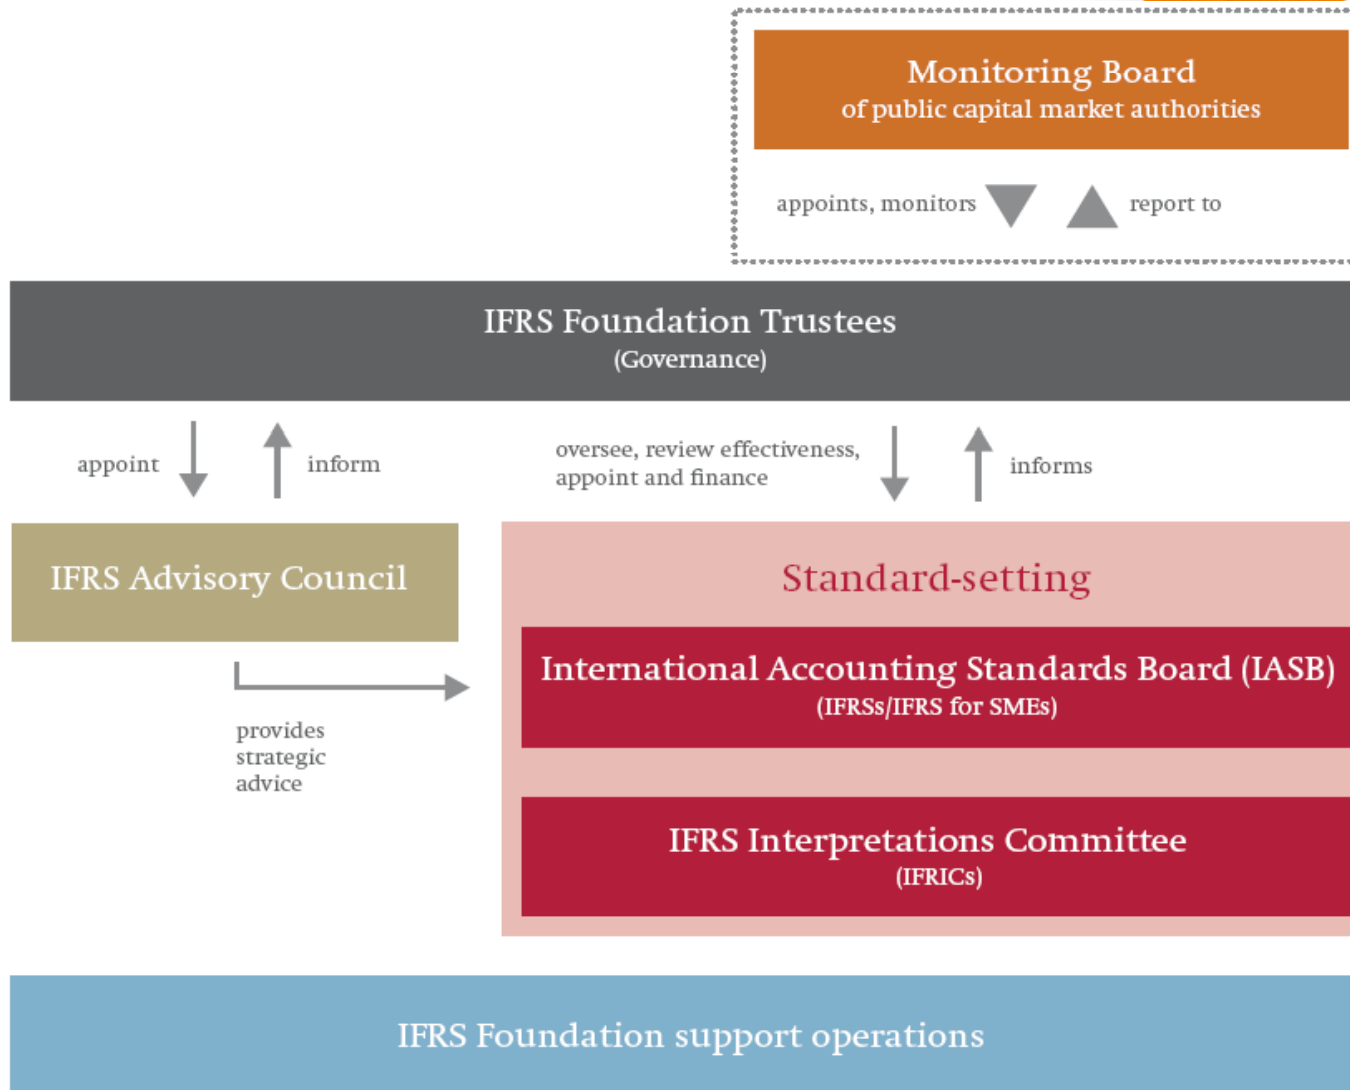 Monitoring Board
of public capital market authorities
appoints, monitors
report to
IFRS Foundation Trustees
(Governance)
appoint
inform
oversee, review effectiveness,
appoint and finance
informs
IFRS Advisory Council
Standard-setting
International Accounting Standards Board (IASB)
(IFRSs/IFRS for SMEs)
provides
strategic
advice
IFRS Interpretations Committee
(IFRICs)
IFRS Foundation support operations